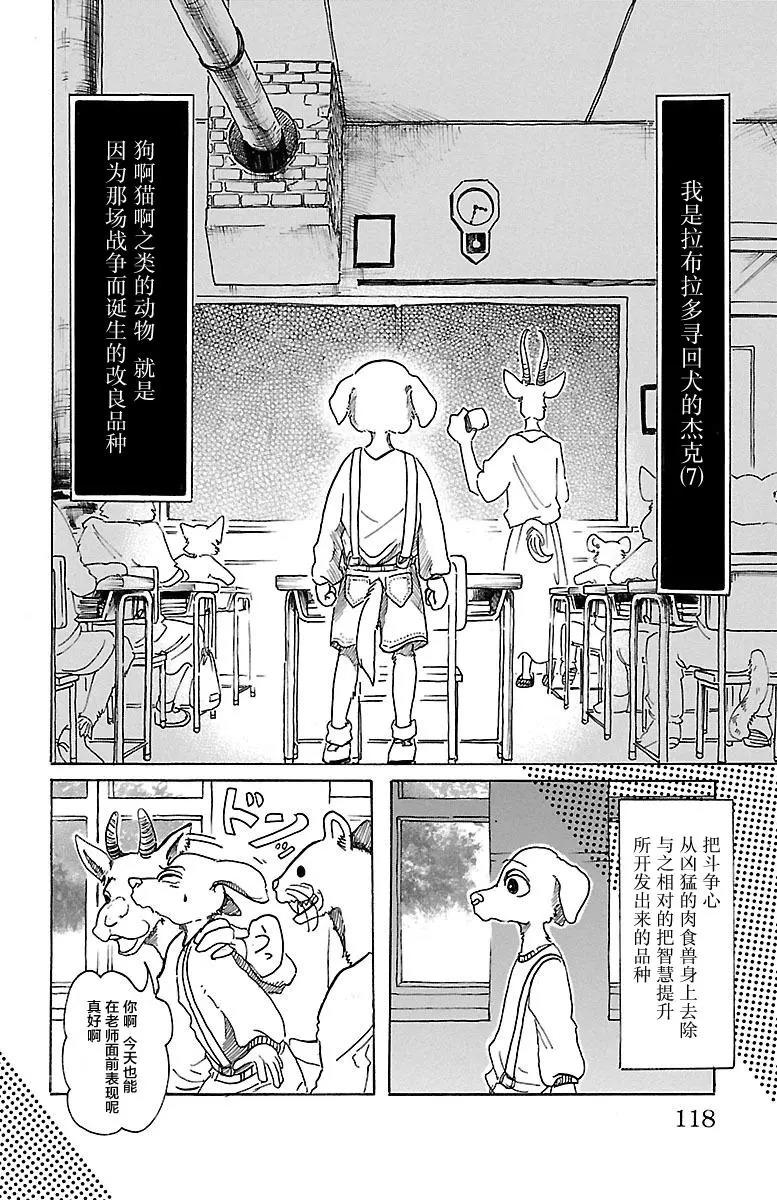 我是拉布拉多寻回犬的杰克(7)
狗啊猫啊之类的动物 就是
因为那场战争而诞生的改良品种
把斗争心
从凶猛的肉食兽身上去除
与之相对的把智慧提升
所开发出来的品种
ドンッ
你啊 今天也能
在老师面前表现呢
真好啊
118